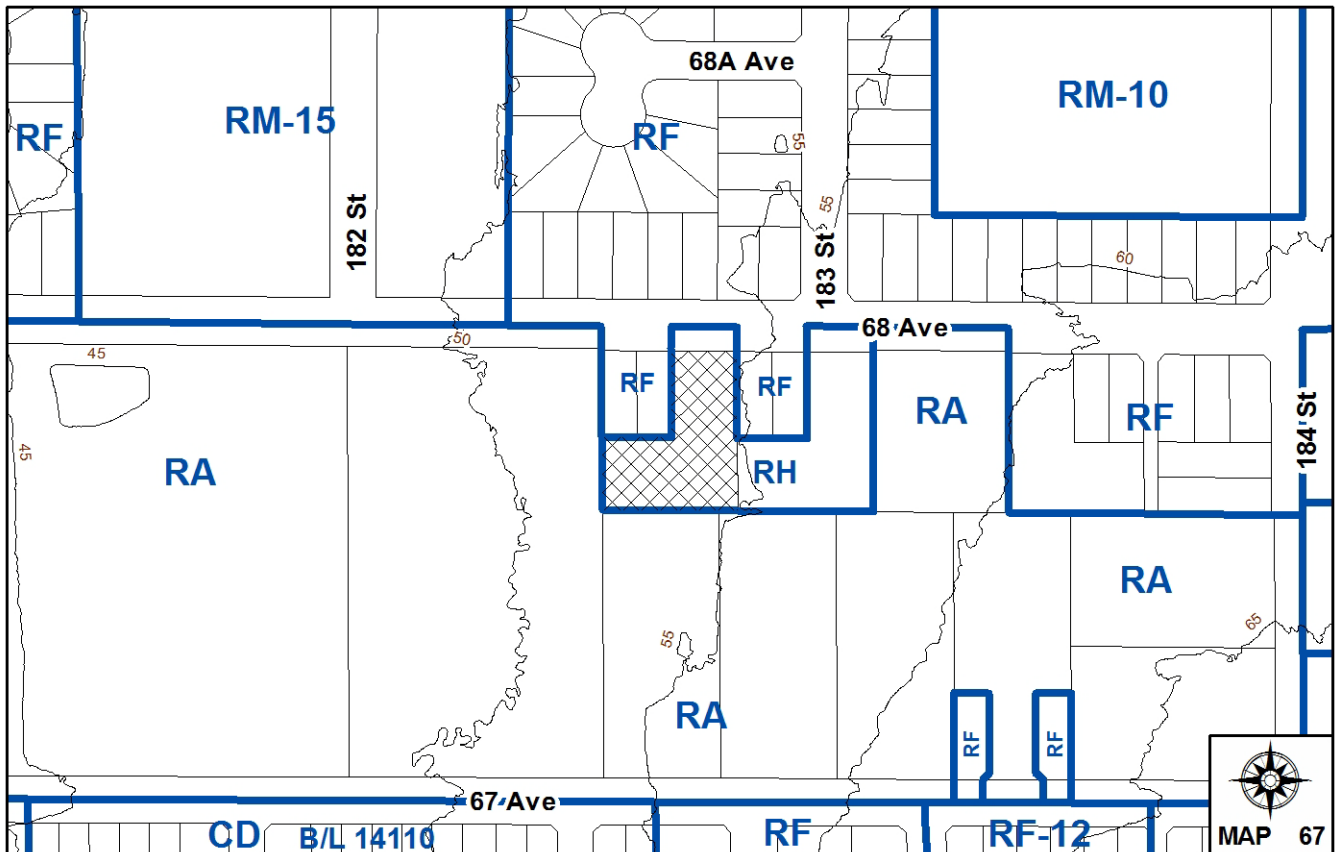 68A Ave
RM-10
RM-15
RF
RF
55
182 St
55
183 St
60
68 Ave
50
45
RF
RF
RA
RF
184 St
45
RA
RH
RA
65
55
RA
RF
RF
67 Ave
CD
B/L 14110
RF
RF-12
MAP 67